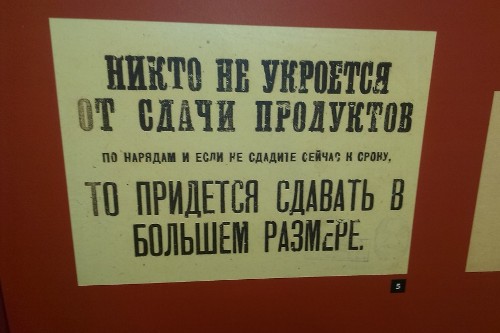 НИКТО НЕ УКРОЕТСЯ
ОТ СДАЧИ ПРОДУКТОВ
ПО НАРЯДАМ И ЕСЛИ НЕ СДАДИТЕ СЕЙЧАС К СРОКУ,
ТО ПРИДЕТСЯ СДАВАТЬ В
БОЛЬШЕМ РАЗМЕРЕ.
5